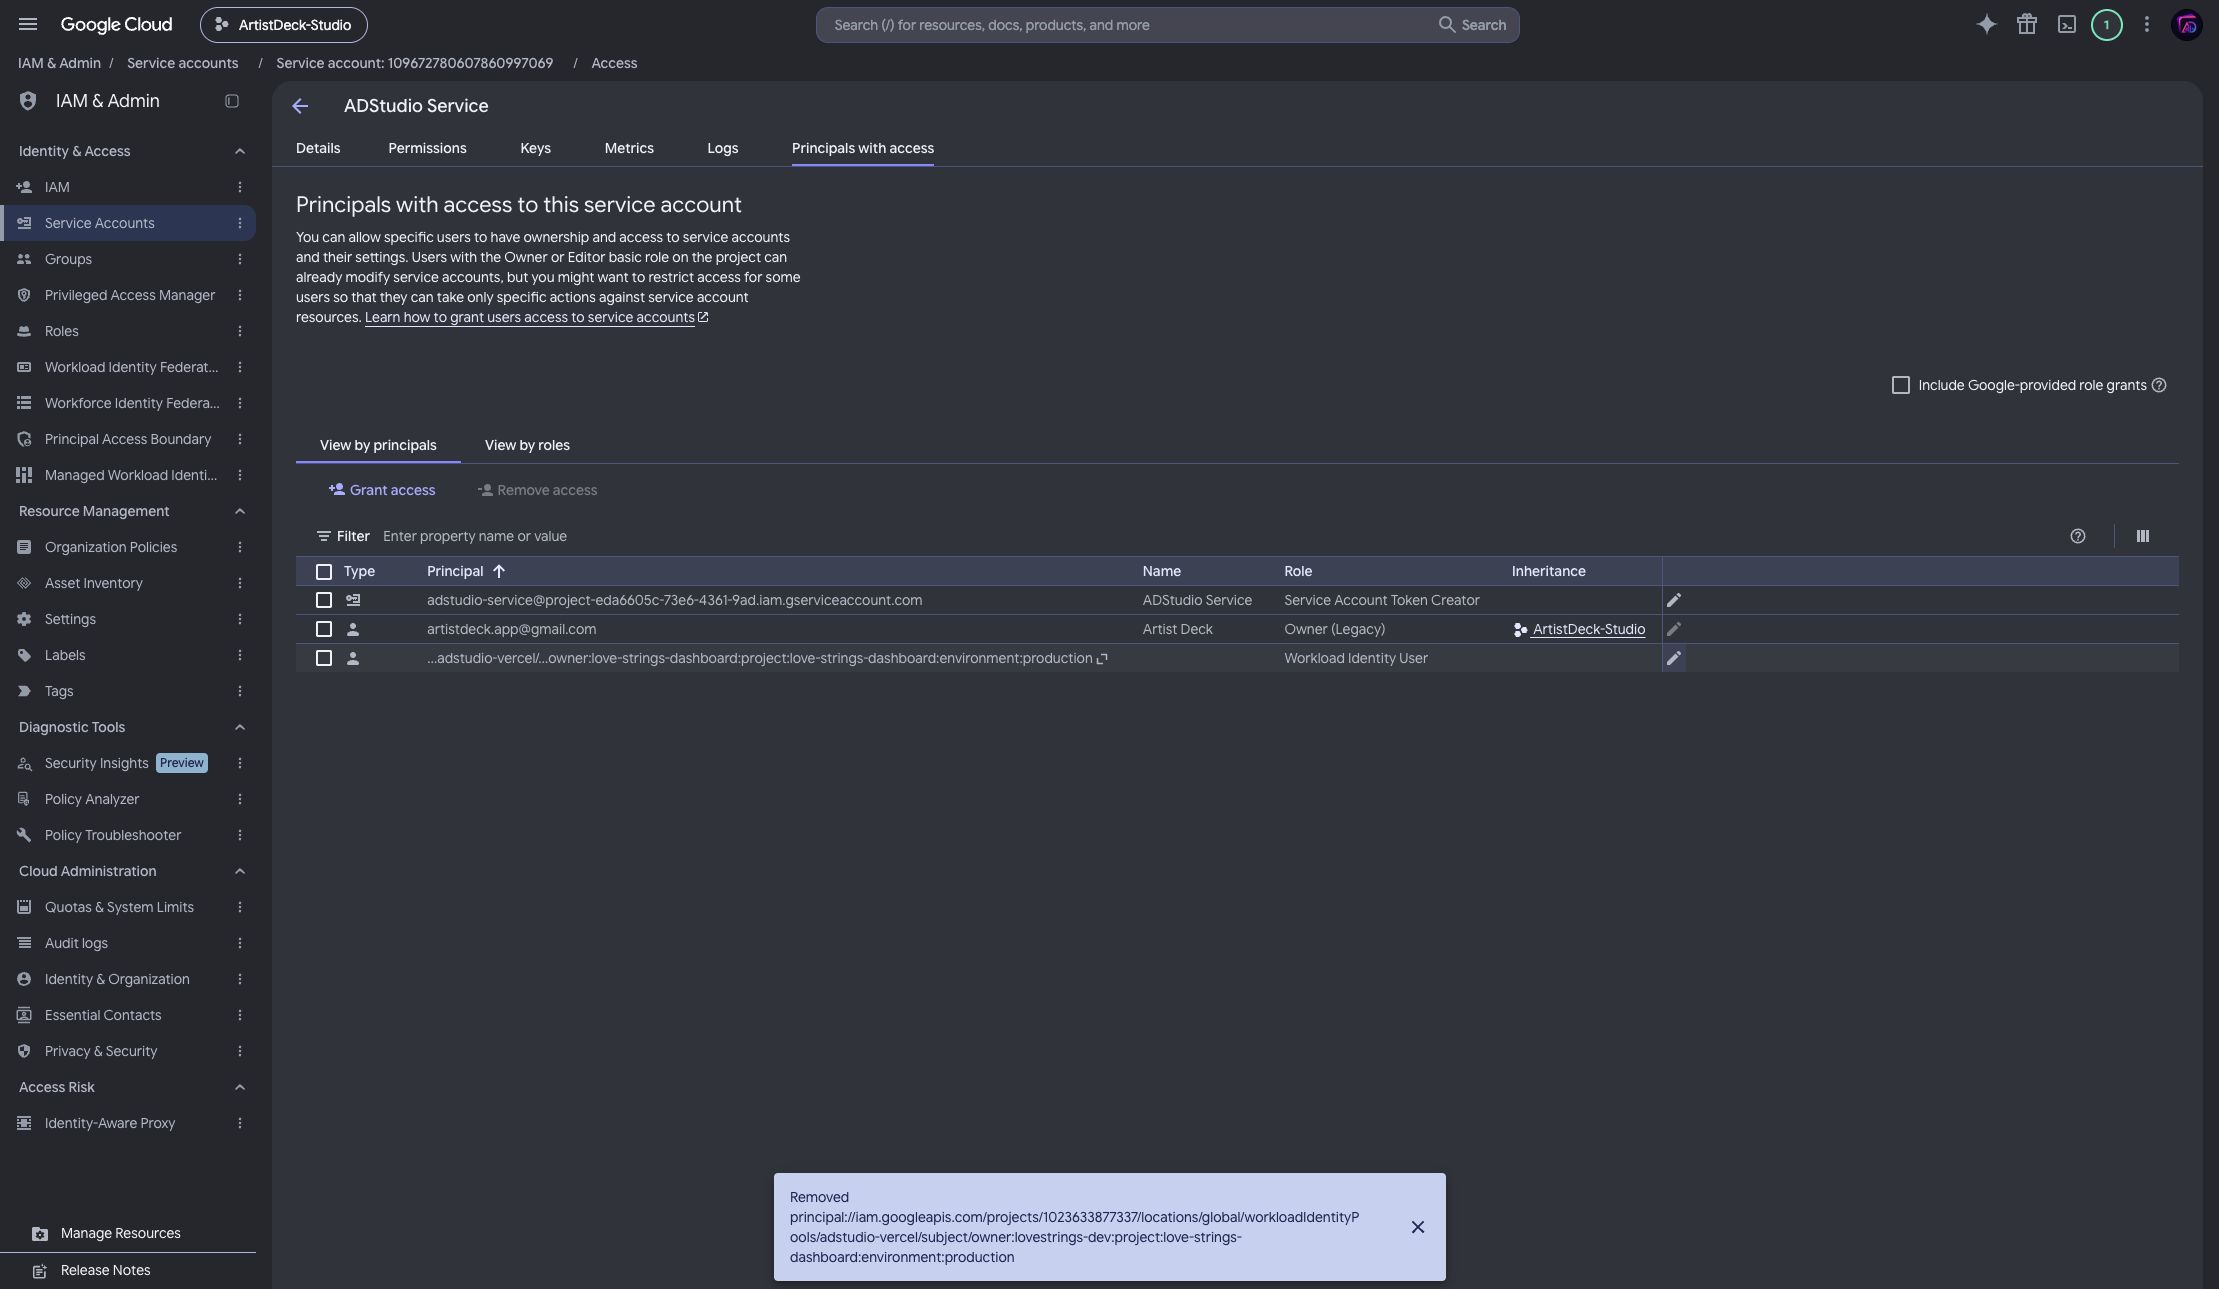 Google Cloud
ArtistDeck-Studio
Search (/) for resources, docs, products, and more
Search
1
IAM & Admin / Service accounts / Service account: 109672780607860997069 / Access
IAM & Admin
Identity & Access
IAM
Service Accounts
Groups
Privileged Access Manager
Roles
Workload Identity Federat...
Workforce Identity Federa...
Principal Access Boundary
Managed Workload Identi...
Resource Management
Organization Policies
Asset Inventory
Settings
Labels
Tags
Diagnostic Tools
Security Insights Preview
Policy Analyzer
Policy Troubleshooter
Cloud Administration
Quotas & System Limits
Audit logs
Identity & Organization
Essential Contacts
Privacy & Security
Access Risk
Identity-Aware Proxy
Manage Resources
Release Notes
ADStudio Service
Details Permissions Keys Metrics Logs Principals with access
Principals with access to this service account
You can allow specific users to have ownership and access to service accounts
and their settings. Users with the Owner or Editor basic role on the project can
already modify service accounts, but you might want to restrict access for some
users so that they can take only specific actions against service account
resources. Learn how to grant users access to service accounts
Include Google-provided role grants
View by principals View by roles
Grant access Remove access
Filter Enter property name or value
Type Principal Name Role Inheritance
adstudio-service@project-eda6605c-73e6-4361-9ad.iam.gserviceaccount.com ADStudio Service Service Account Token Creator
artistdeck.app@gmail.com Artist Deck Owner (Legacy) ArtistDeck-Studio
...adstudio-vercel/...owner:love-strings-dashboard:project:love-strings-dashboard:environment:production Workload Identity User
Removed
principal://iam.googleapis.com/projects/1023633877337/locations/global/workloadIdentityP
ools/adstudio-vercel/subject/owner:lovestrings-dev:project:love-strings-
dashboard:environment:production